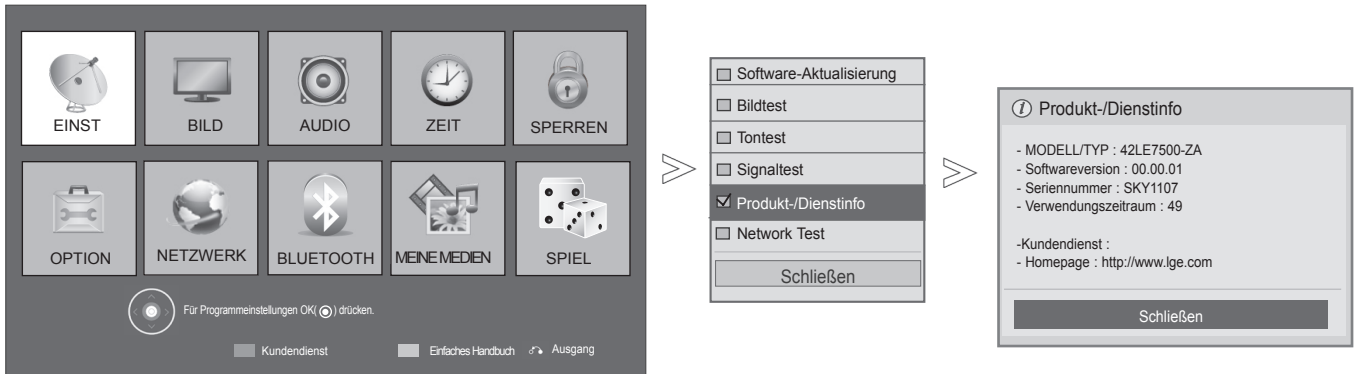 EINST
BILD
AUDIO
ZEIT
SPERREN
OPTION
NETZWERK
BLUETOOTH
MEINE MEDIEN
SPIEL
Für Programmeinstellungen OK( ) drücken.
Kundendienst
Einfaches Handbuch
Ausgang
Software-Aktualisierung
Bildtest
Tontest
Signaltest
Produkt-/Dienstinfo
Network Test
Schließen
i Produkt-/Dienstinfo
- MODELL/TYP : 42LE7500-ZA
- Softwareversion : 00.00.01
- Seriennummer : SKY1107
- Verwendungszeitraum : 49
-Kundendienst :
- Homepage : http://www.lge.com
Schließen